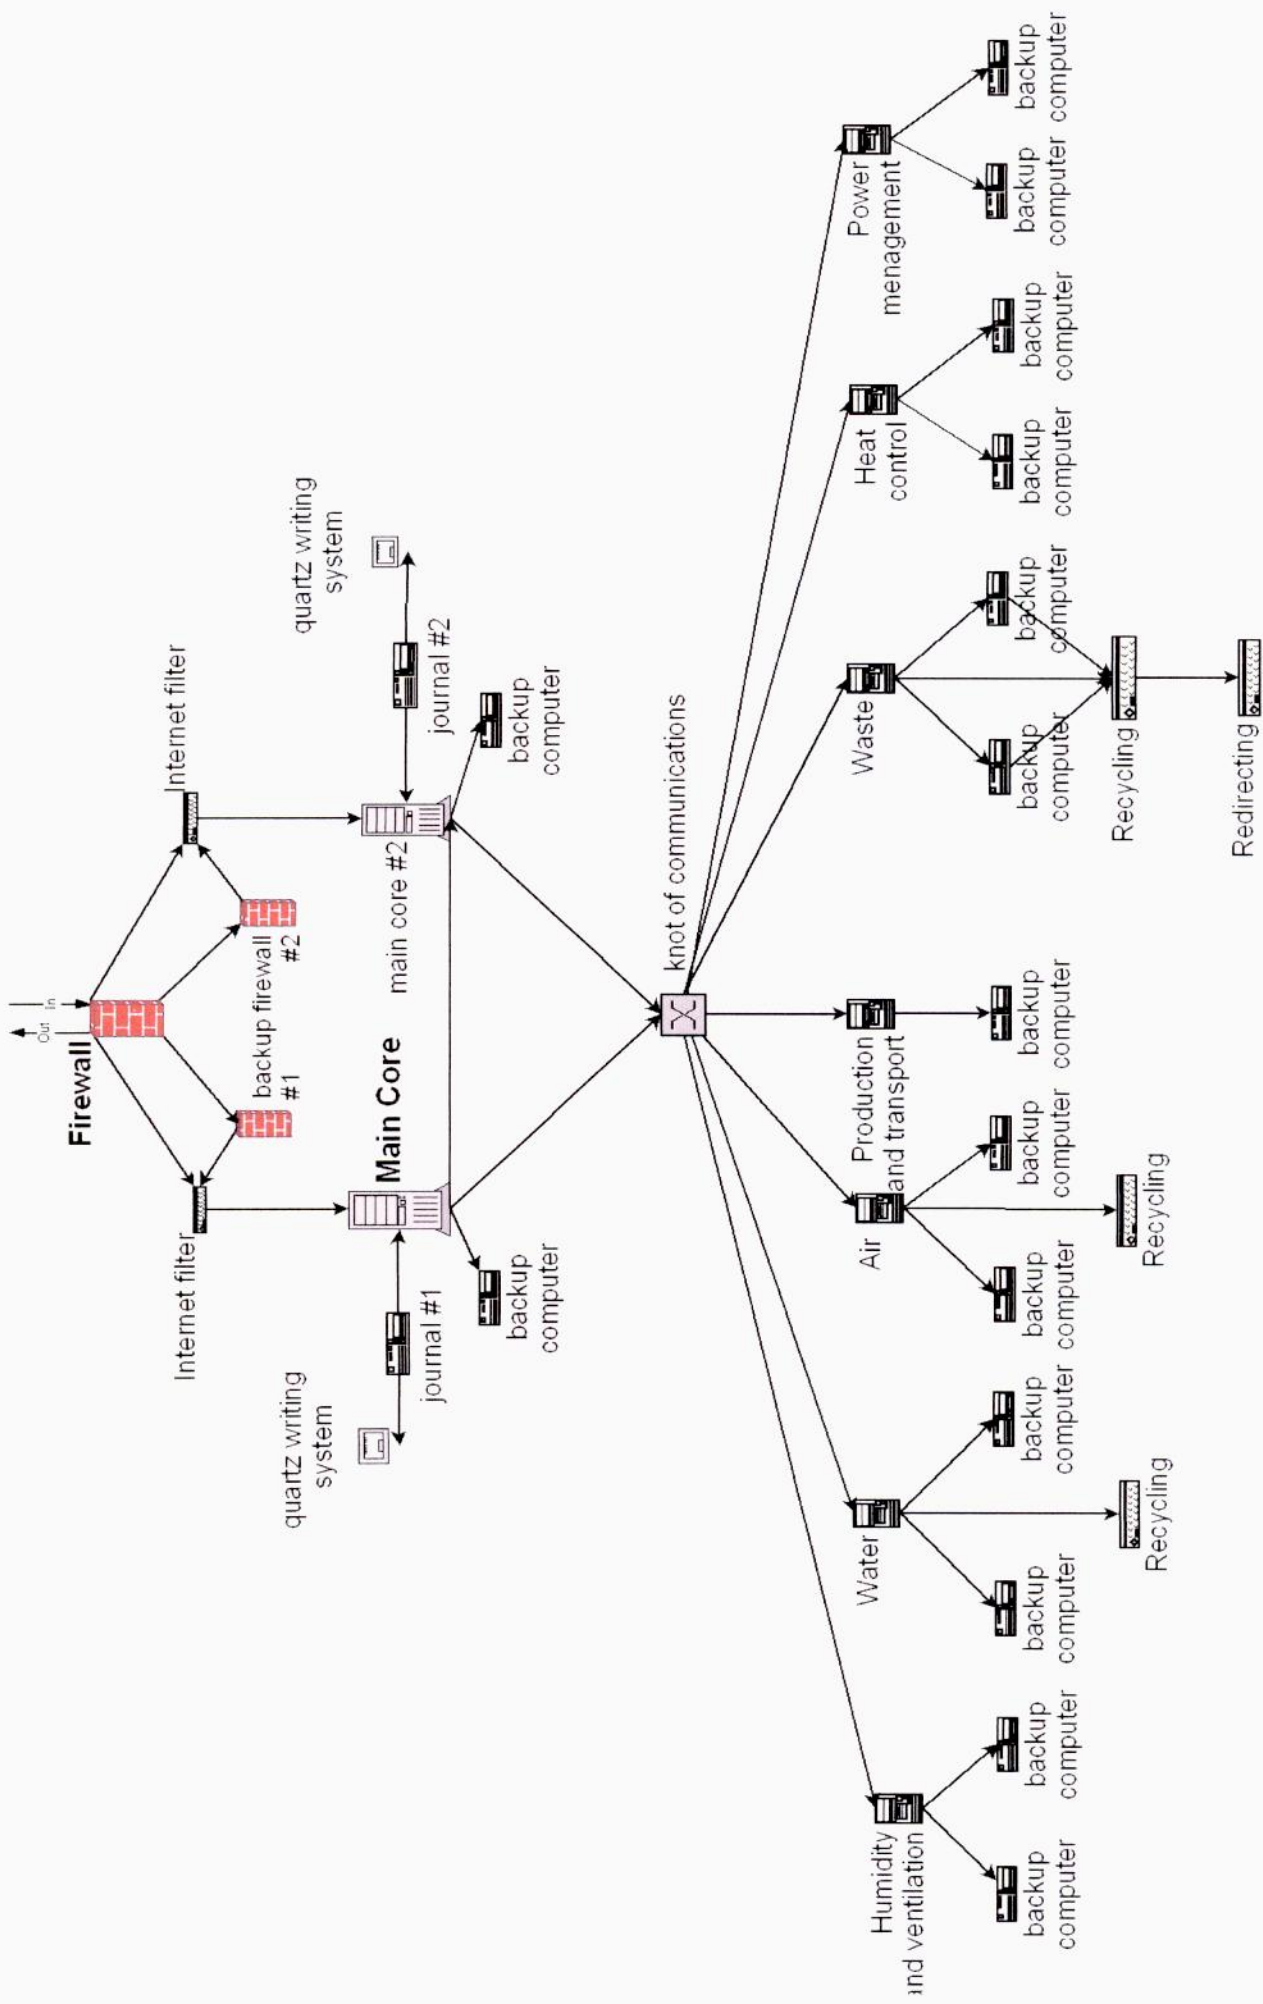 Out
In
Firewall
Internet filter
Internet filter
backup firewall
#1
#2
quartz writing
system
quartz writing
system
journal #1
Main Core
main core #2
journal #2
backup
computer
backup
computer
knot of communications
Humidity
and ventilation
Water
Air
Production
and transport
Waste
Heat
control
Power
menagement
backup
computer
backup
computer
backup
computer
backup
computer
backup
computer
backup
computer
backup
computer
backup
computer
backup
computer
backup
computer
backup
computer
backup
computer
backup
computer
Recycling
Recycling
Recycling
Redirecting